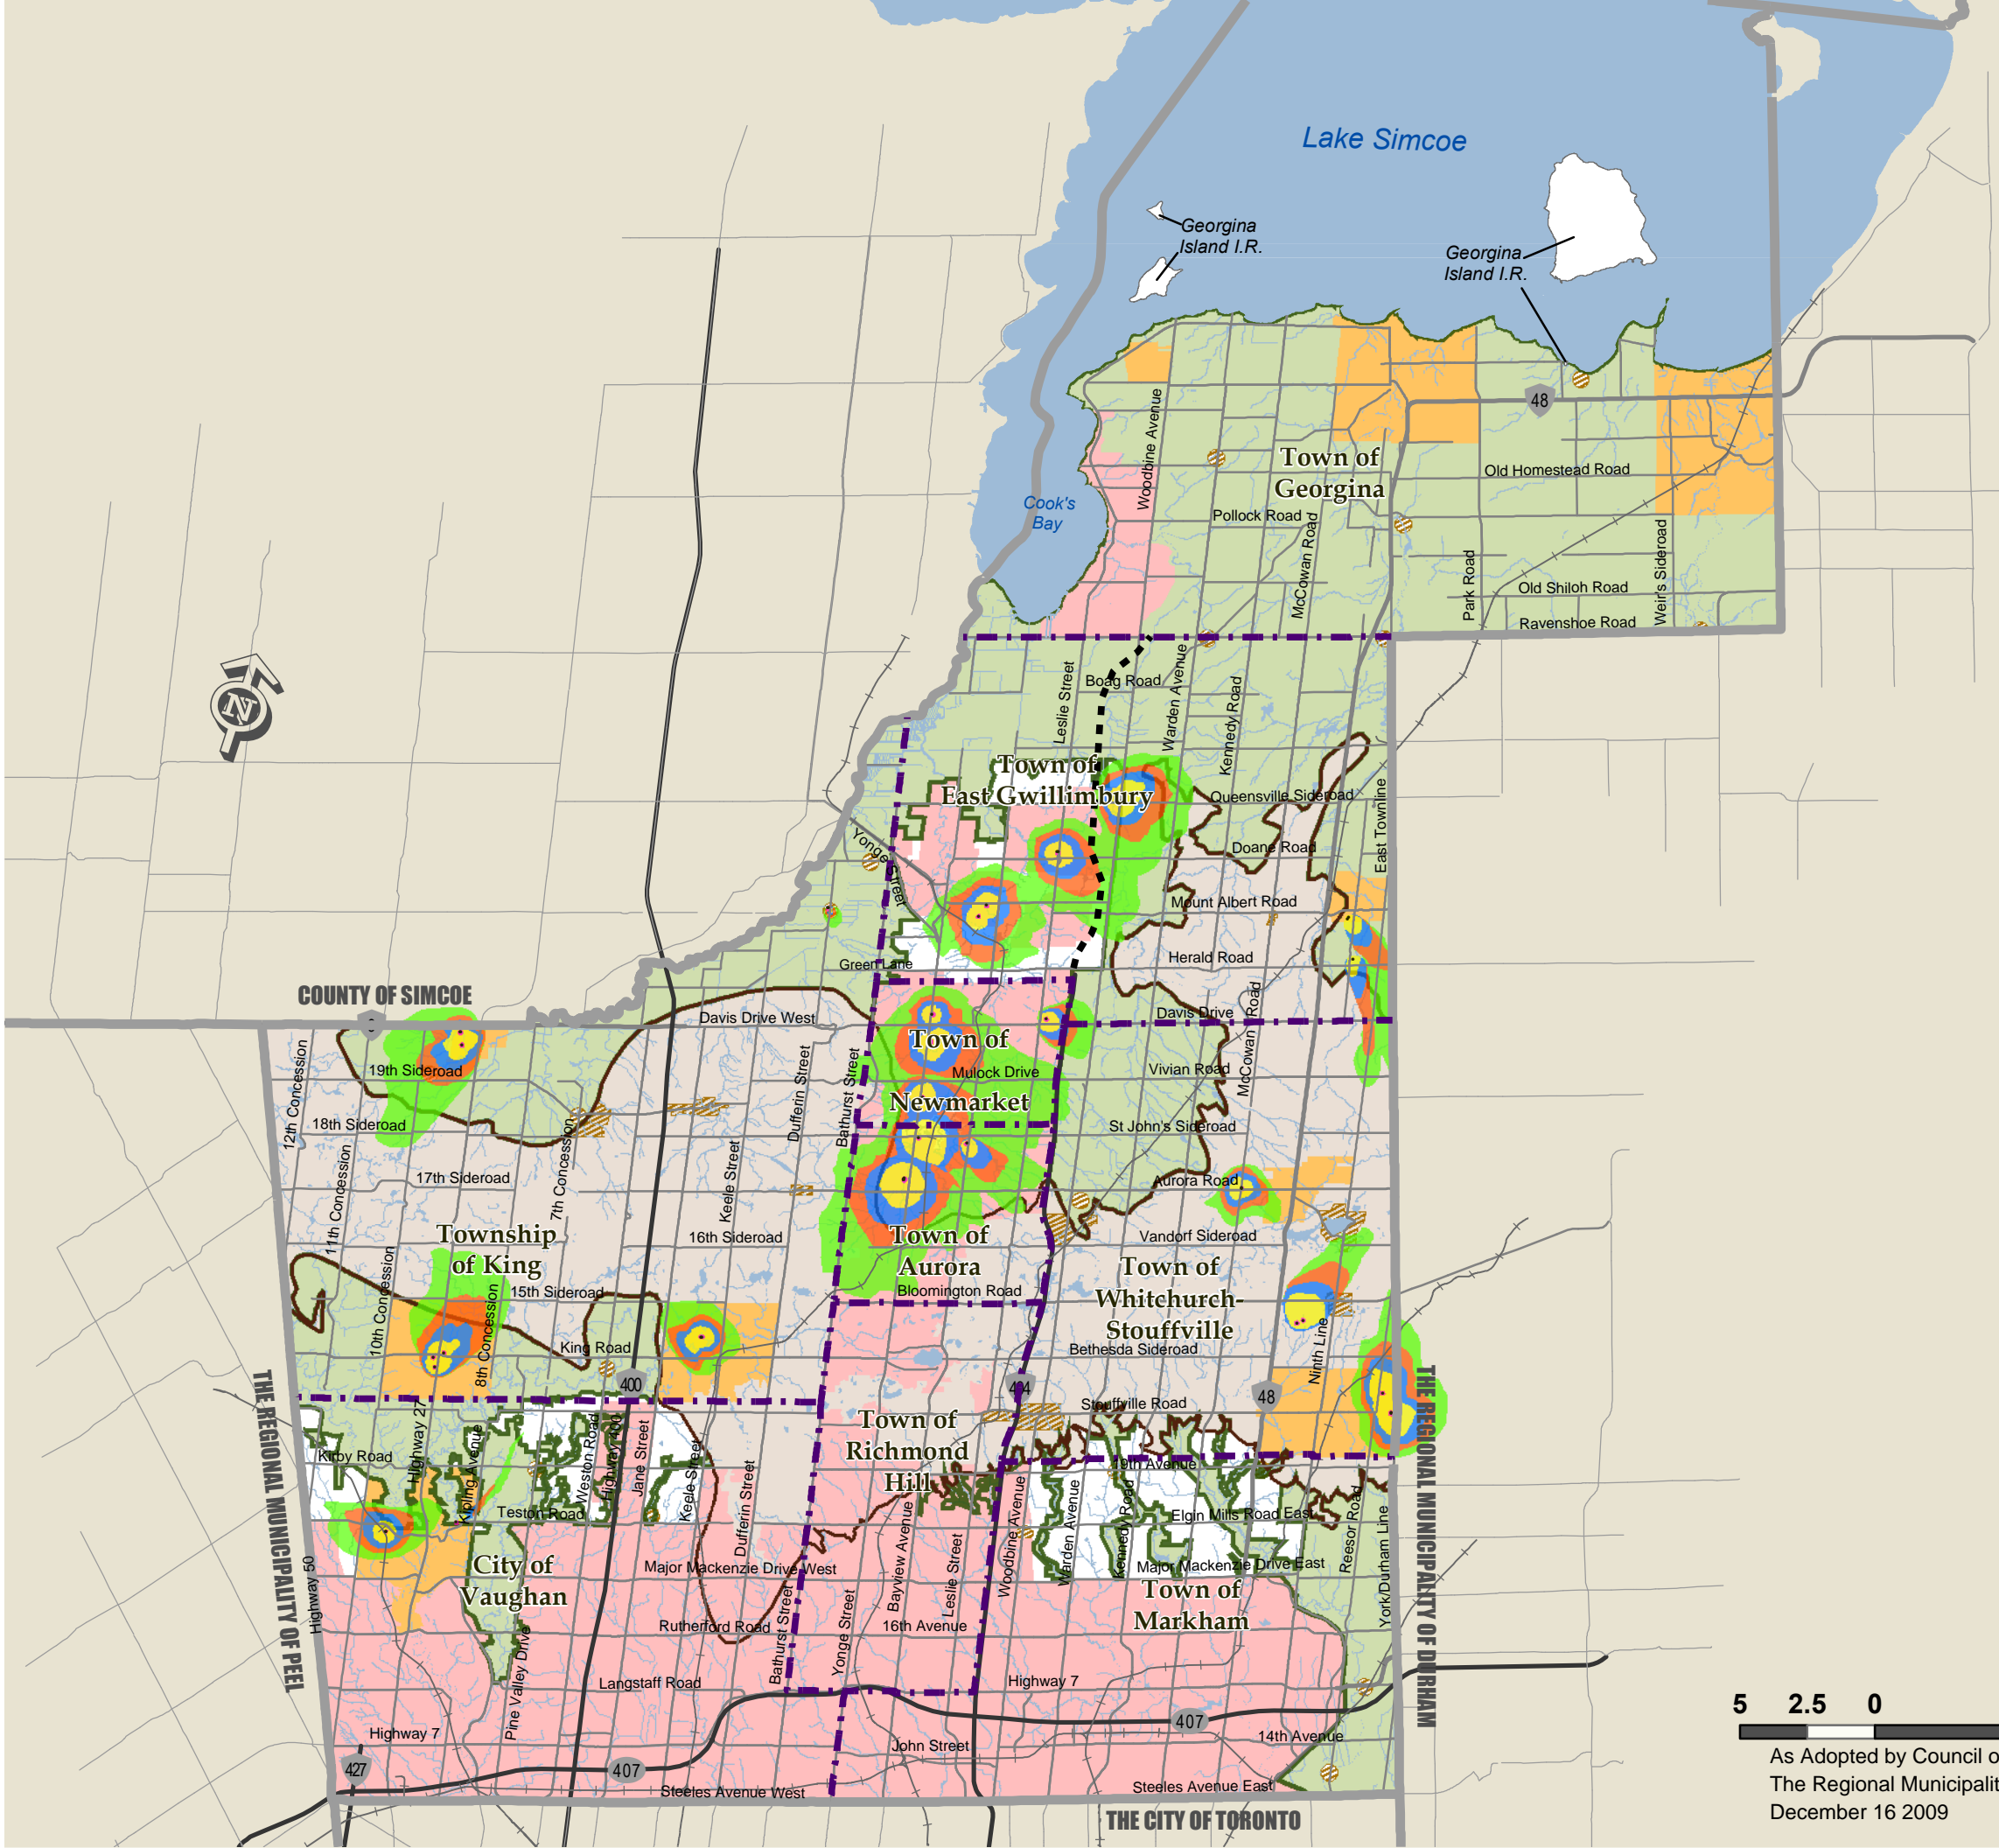 Lake Simcoe
Georgina
Island I.R.
Georgina
Island I.R.
48
Woodbine Avenue
Town of
Georgina
Old Homestead Road
Cook's
Bay
Pollock Road
McCowan Road
Park Road
Weir's Sideroad
Old Shiloh Road
Ravenshoe Road
N
Leslie Street
Boag Road
Warden Avenue
Kennedy Road
Town of
East Gwillimbury
Queensville Sideroad
East Townline
Yonge Street
Doane Road
Mount Albert Road
Green Lane
Herald Road
COUNTY OF SIMCOE
Davis Drive West
Davis Drive
McCowan Road
12th Concession
19th Sideroad
Dufferin Street
Bathurst Street
Town of
Newmarket
Mulock Drive
Vivian Road
18th Sideroad
St John's Sideroad
11th Concession
17th Sideroad
7th Concession
Keele Street
Aurora Road
Township
of King
16th Sideroad
Town of
Aurora
Vandorf Sideroad
10th Concession
15th Sideroad
8th Concession
Bloomington Road
Town of
Whitchurch-
Stouffville
King Road
Bethesda Sideroad
Ninth Line
400
404
48
THE REGIONAL MUNICIPALITY OF PEEL
THE REGIONAL MUNICIPALITY OF DURHAM
Stouffville Road
Town of
Richmond
Hill
Kirby Road
Highway 27
Kipling Avenue
Weston Road
Highway 400
Jane Street
Keele Street
19th Avenue
Teston Road
Dufferin Street
Bayview Avenue
Woodbine Avenue
Warden Avenue
Kennedy Road
Elgin Mills Road East
Reesor Road
York/Durham Line
City of
Vaughan
Major Mackenzie Drive West
Leslie Street
Major Mackenzie Drive East
Town of
Markham
Highway 50
Rutherford Road
Bathurst Street
Yonge Street
16th Avenue
Pine Valley Drive
Langstaff Road
Highway 7
Highway 7
407
14th Avenue
John Street
427
407
Steeles Avenue West
Steeles Avenue East
THE CITY OF TORONTO
5 2.5 0
As Adopted by Council o
The Regional Municipalit
December 16 2009